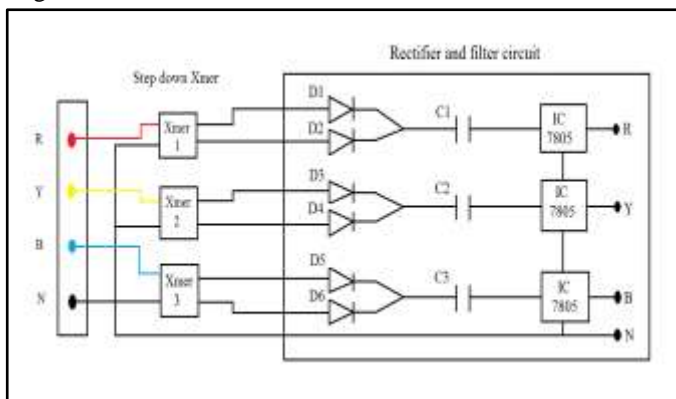 Rectifier and filter circuit
Step down Xmer
R
Y
B
N
Xmer
1
Xmer
2
Xmer
3
D1
D2
D3
D4
D5
D6
C1
C2
C3
IC
7805
IC
7805
IC
7805
R
Y
B
N